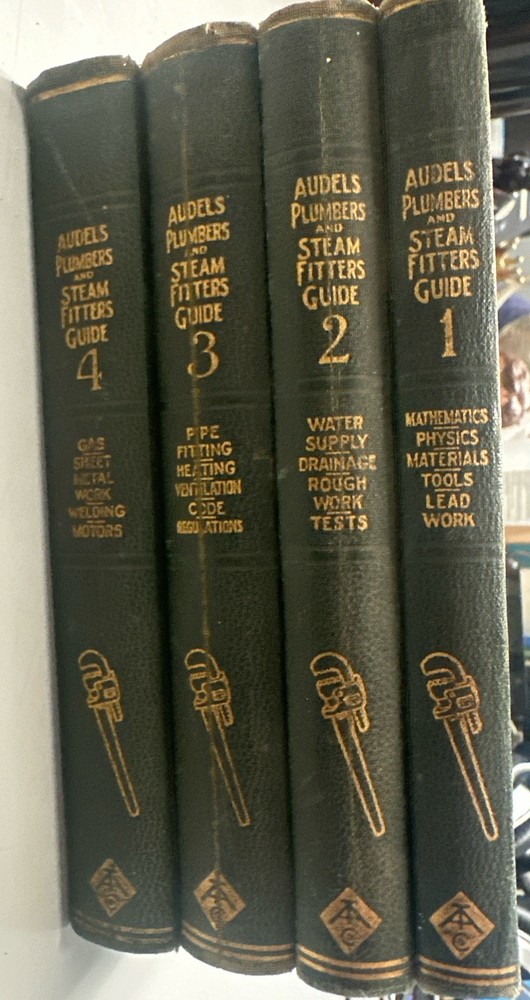 AUDELS
PLUMBERS
AND
STEAM
FITTERS
GUIDE
4
GAS
SHEET
METAL
WORK
WELDING
MOTORS
AUDELS
PLUMBERS
AND
STEAM
FITTERS
GUIDE
3
PIPE
FITTING
HEATING
VENTILATION
CODE
REGULATIONS
AUDELS
PLUMBERS
AND
STEAM
FITTERS
GUIDE
2
WATER
SUPPLY
DRAINAGE
ROUGH
WORK
TESTS
AUDELS
PLUMBERS
AND
STEAM
FITTERS
GUIDE
1
MATHEMATICS
PHYSICS
MATERIALS
TOOLS
LEAD
WORK